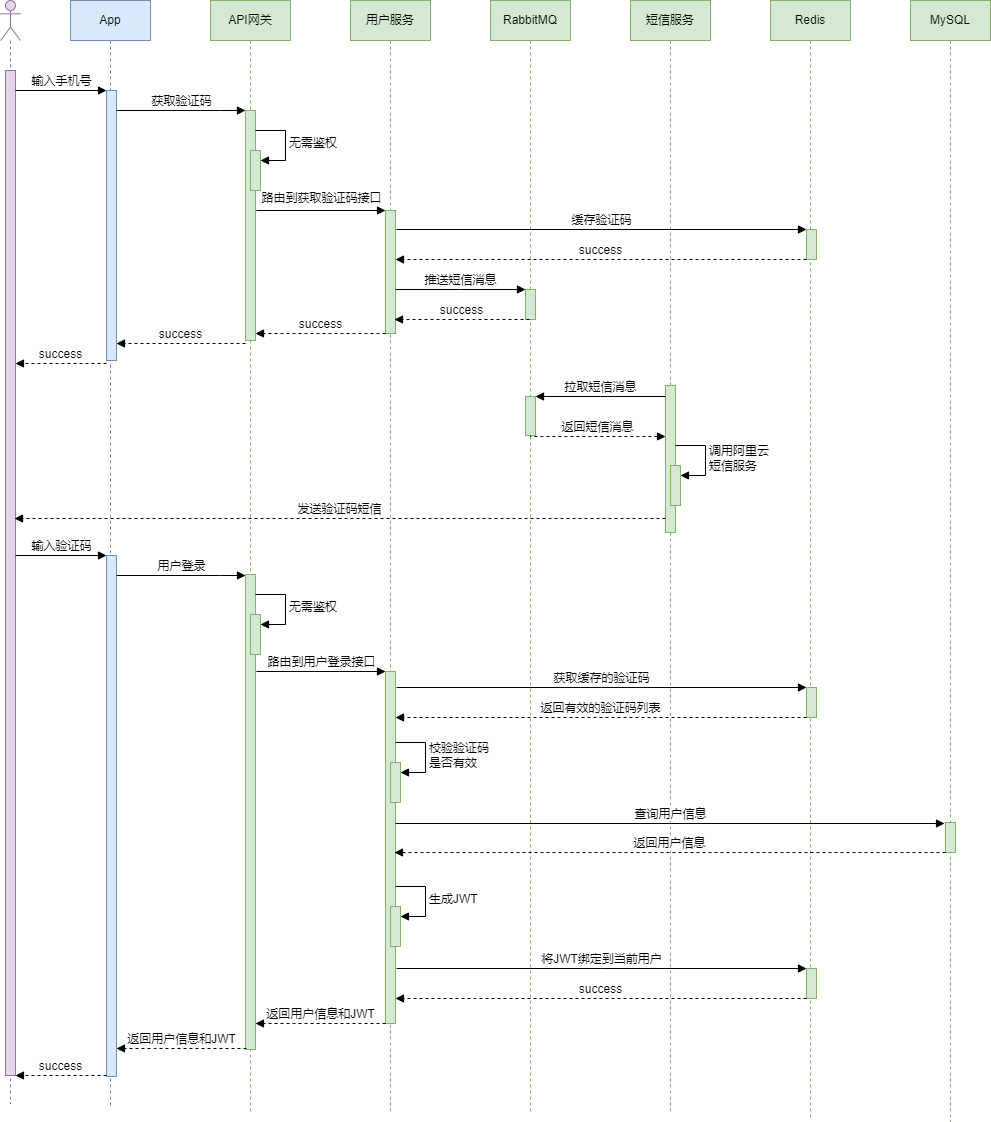 App
API网关
用户服务
RabbitMQ
短信服务
Redis
MySQL
输入手机号
获取验证码
无需鉴权
路由到获取验证码接口
缓存验证码
success
推送短信消息
success
success
success
success
拉取短信消息
返回短信消息
调用阿里云
短信服务
发送验证码短信
输入验证码
用户登录
无需鉴权
路由到用户登录接口
获取缓存的验证码
返回有效的验证码列表
校验验证码
是否有效
查询用户信息
返回用户信息
生成JWT
将JWT绑定到当前用户
success
返回用户信息和JWT
返回用户信息和JWT
success